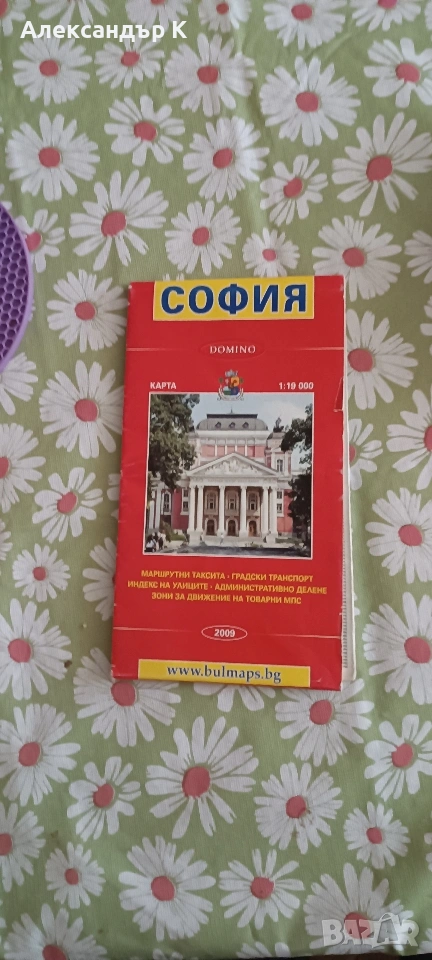 Александър К
СОФИЯ
DOMINO
КАРТА 1:19 000
МАРШРУТНИ ТАКСИТА • ГРАДСКИ ТРАНСПОРТ
ИНДЕКС НА УЛИЦИТЕ • АДМИНИСТРАТИВНО ДЕЛЕНЕ
ЗОНИ ЗА ДВИЖЕНИЕ НА ТОВАРНИ МПС
2009
www.bulmaps.bg
BAZAR